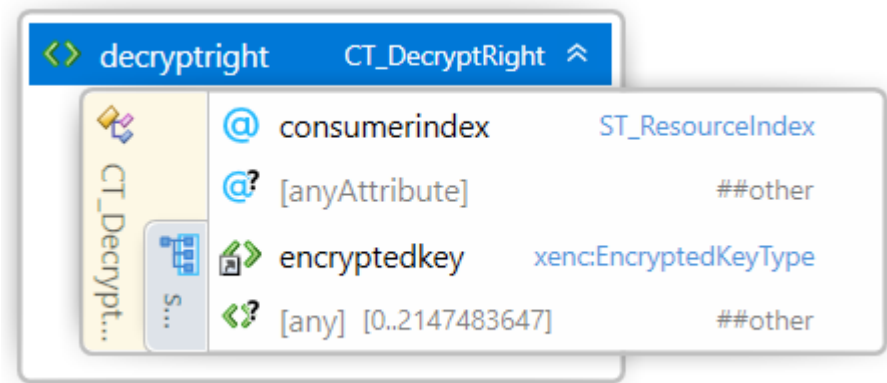 decryptright CT_DecryptRight
CT_Decrypt...
s...
@ consumerindex ST_ResourceIndex
@? [anyAttribute] ##other
encryptedkey xenc:EncryptedKeyType
? [any] [0..2147483647] ##other